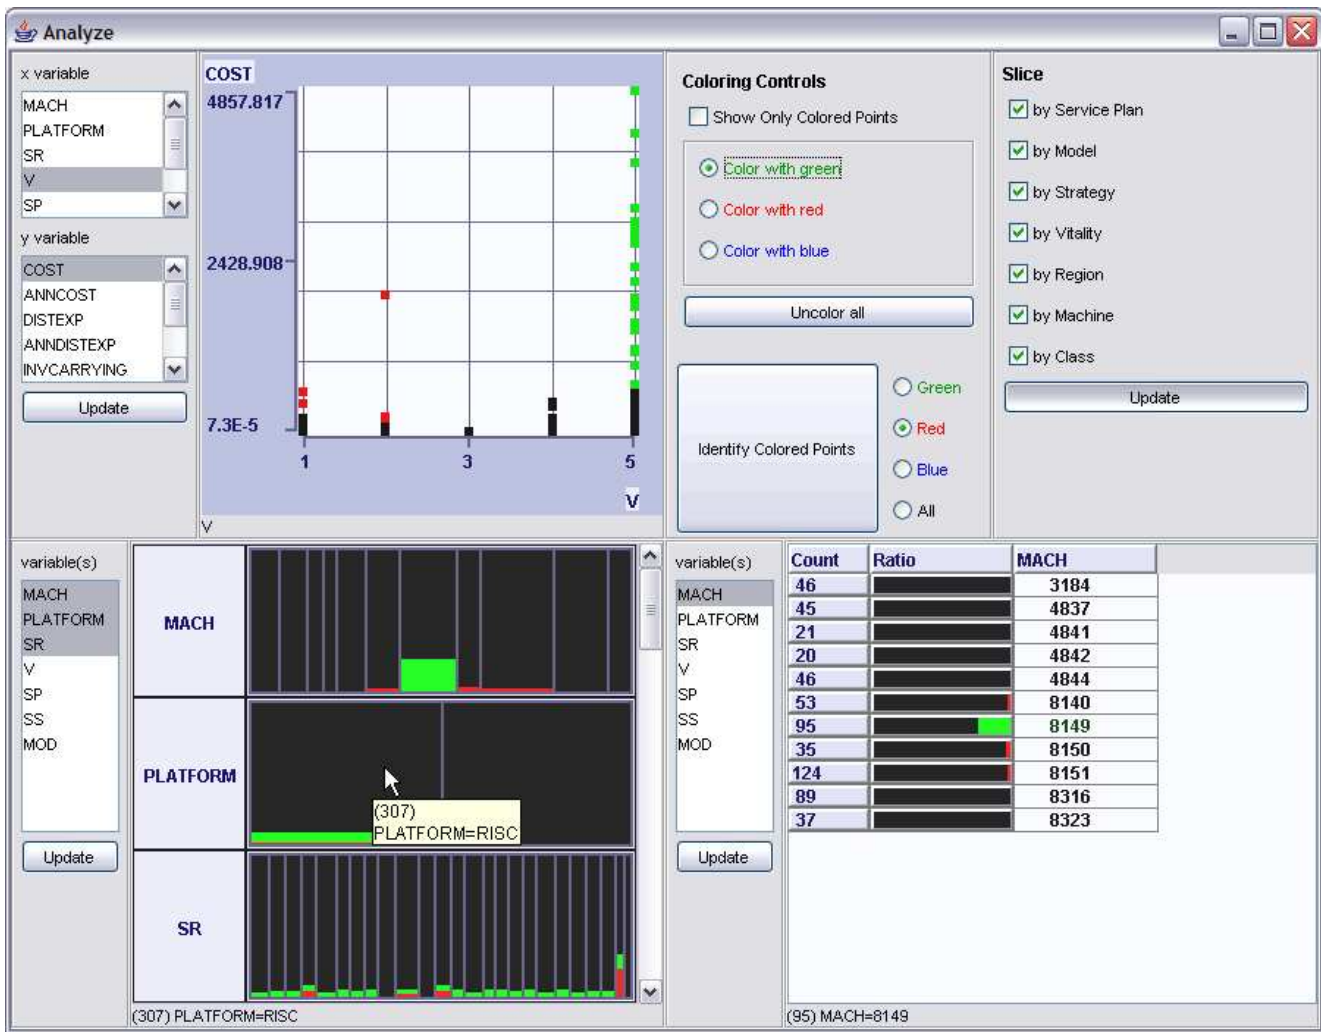 Analyze
x variable
MACH
PLATFORM
SR
V
SP
y variable
COST
ANNCOST
DISTEXP
ANNDISTEXP
INVCARRYING
Update
COST
4857.817
2428.908
7.3E-5
1 3 5
V
V
Coloring Controls
Show Only Colored Points
Color with green
Color with red
Color with blue
Uncolor all
Identify Colored Points
Green
Red
Blue
All
Slice
by Service Plan
by Model
by Strategy
by Vitality
by Region
by Machine
by Class
Update
variable(s)
MACH
PLATFORM
SR
V
SP
SS
MOD
Update
MACH
PLATFORM
(307)
PLATFORM=RISC
SR
(307) PLATFORM=RISC
variable(s)
MACH
PLATFORM
SR
V
SP
SS
MOD
Update
Count Ratio MACH
46 3184
45 4837
21 4841
20 4842
46 4844
53 8140
95 8149
35 8150
124 8151
89 8316
37 8323
(95) MACH=8149